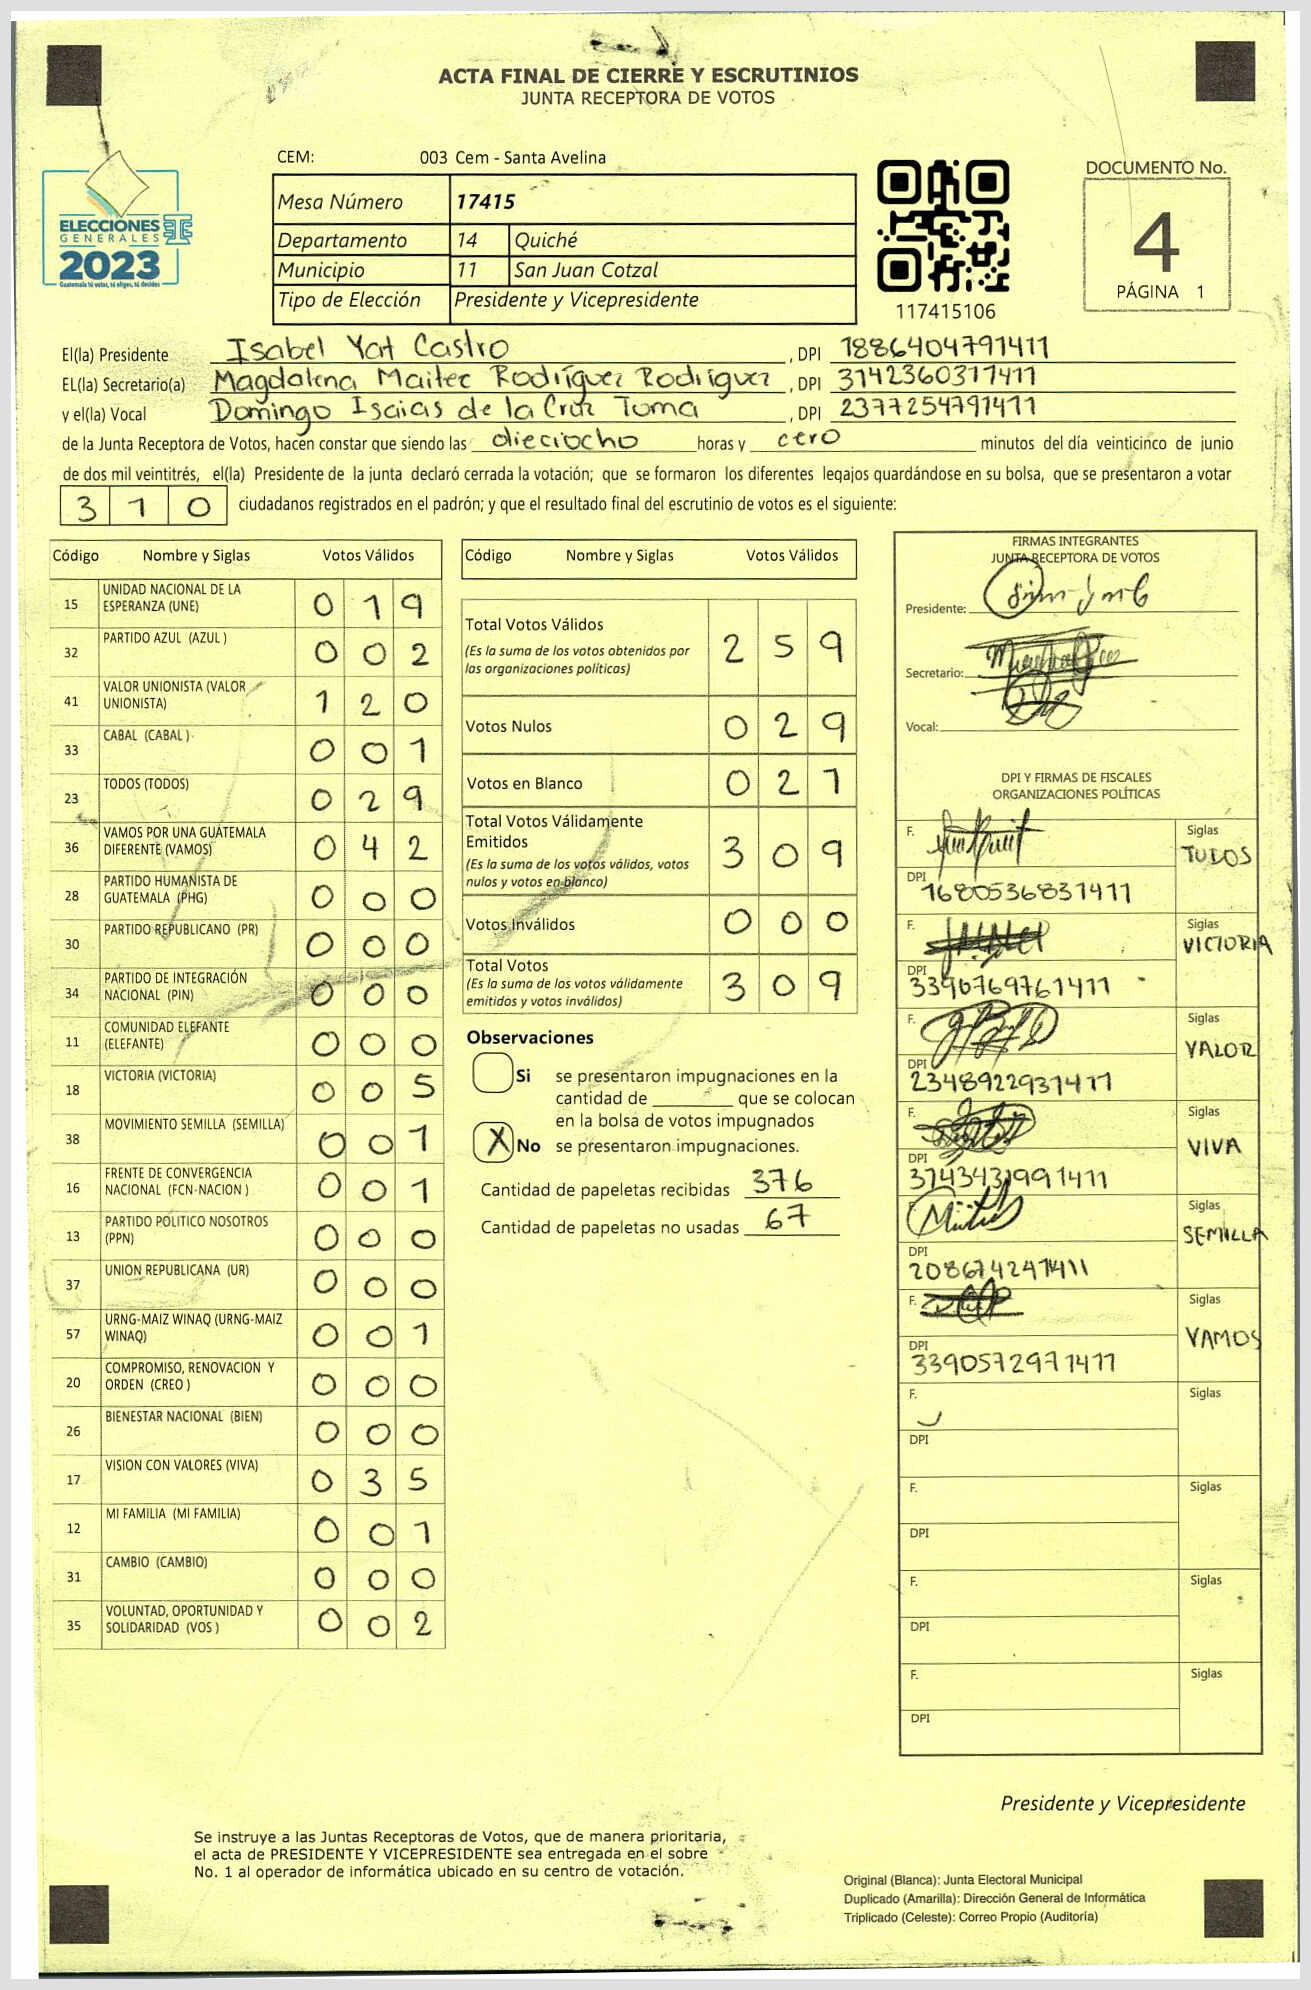 ACTA FINAL DE CIERRE Y ESCRUTINIOS
JUNTA RECEPTORA DE VOTOS
CEM: 003 Cem - Santa Avelina
ELECCIONES
GENERALES
2023
Guatemala tú votas, tú eliges, tú decides
Mesa Número 17415
Departamento 14 Quiché
Municipio 11 San Juan Cotzal
Tipo de Elección Presidente y Vicepresidente
117415106
DOCUMENTO No.
4
PÁGINA 1
El(la) Presidente Isabel Yat Castro , DPI 1886404791411
EL(la) Secretario(a) Magdalena Maitee Rodríguez Rodríguez , DPI 3142360317411
y el(la) Vocal Domingo Isaias de la Cruz Toma , DPI 2377254791411
de la Junta Receptora de Votos, hacen constar que siendo las dieciocho horas y cero minutos del día veinticinco de junio
de dos mil veintitrés, el(la) Presidente de la junta declaró cerrada la votación; que se formaron los diferentes legajos guardándose en su bolsa, que se presentaron a votar
310 ciudadanos registrados en el padrón; y que el resultado final del escrutinio de votos es el siguiente:
Código Nombre y Siglas Votos Válidos
15 UNIDAD NACIONAL DE LA ESPERANZA (UNE) 0 1 9
32 PARTIDO AZUL (AZUL ) 0 0 2
41 VALOR UNIONISTA (VALOR UNIONISTA) 1 2 0
33 CABAL (CABAL ) 0 0 1
23 TODOS (TODOS) 0 2 9
36 VAMOS POR UNA GUATEMALA DIFERENTE (VAMOS) 0 4 2
28 PARTIDO HUMANISTA DE GUATEMALA (PHG) 0 0 0
30 PARTIDO REPUBLICANO (PR) 0 0 0
34 PARTIDO DE INTEGRACIÓN NACIONAL (PIN) 0 0 0
11 COMUNIDAD ELEFANTE (ELEFANTE) 0 0 0
18 VICTORIA (VICTORIA) 0 0 5
38 MOVIMIENTO SEMILLA (SEMILLA) 0 0 1
16 FRENTE DE CONVERGENCIA NACIONAL (FCN-NACION ) 0 0 1
13 PARTIDO POLITICO NOSOTROS (PPN) 0 0 0
37 UNION REPUBLICANA (UR) 0 0 0
57 URNG-MAIZ WINAQ (URNG-MAIZ WINAQ) 0 0 1
20 COMPROMISO, RENOVACION Y ORDEN (CREO ) 0 0 0
26 BIENESTAR NACIONAL (BIEN) 0 0 0
17 VISION CON VALORES (VIVA) 0 3 5
12 MI FAMILIA (MI FAMILIA) 0 0 1
31 CAMBIO (CAMBIO) 0 0 0
35 VOLUNTAD, OPORTUNIDAD Y SOLIDARIDAD (VOS ) 0 0 2
Código Nombre y Siglas Votos Válidos
Total Votos Válidos 2 5 9
(Es la suma de los votos obtenidos por
las organizaciones políticas)
Votos Nulos 0 2 9
Votos en Blanco 0 2 1
Total Votos Válidamente
Emitidos 3 0 9
(Es la suma de los votos válidos, votos
nulos y votos en blanco)
Votos Inválidos 0 0 0
Total Votos 3 0 9
(Es la suma de los votos válidamente
emitidos y votos inválidos)
Observaciones
Si se presentaron impugnaciones en la
cantidad de ________ que se colocan
en la bolsa de votos impugnados
X No se presentaron impugnaciones.
Cantidad de papeletas recibidas 376
Cantidad de papeletas no usadas 67
FIRMAS INTEGRANTES
JUNTA RECEPTORA DE VOTOS
Presidente:
Secretario:
Vocal:
DPI Y FIRMAS DE FISCALES
ORGANIZACIONES POLÍTICAS
F. Siglas TODOS
DPI 1680536831411
F. Siglas VICTORIA
DPI 3390769761411
F. Siglas VALOR
DPI 2348922931411
F. Siglas VIVA
DPI 3743431991411
F. Siglas SEMILLA
DPI 208674247411
F. Siglas VAMOS
DPI 3390572971411
F. Siglas
DPI
F. Siglas
DPI
F. Siglas
DPI
F. Siglas
DPI
Presidente y Vicepresidente
Se instruye a las Juntas Receptoras de Votos, que de manera prioritaria,
el acta de PRESIDENTE Y VICEPRESIDENTE sea entregada en el sobre
No. 1 al operador de informática ubicado en su centro de votación.
Original (Blanca): Junta Electoral Municipal
Duplicado (Amarilla): Dirección General de Informática
Triplicado (Celeste): Correo Propio (Auditoría)